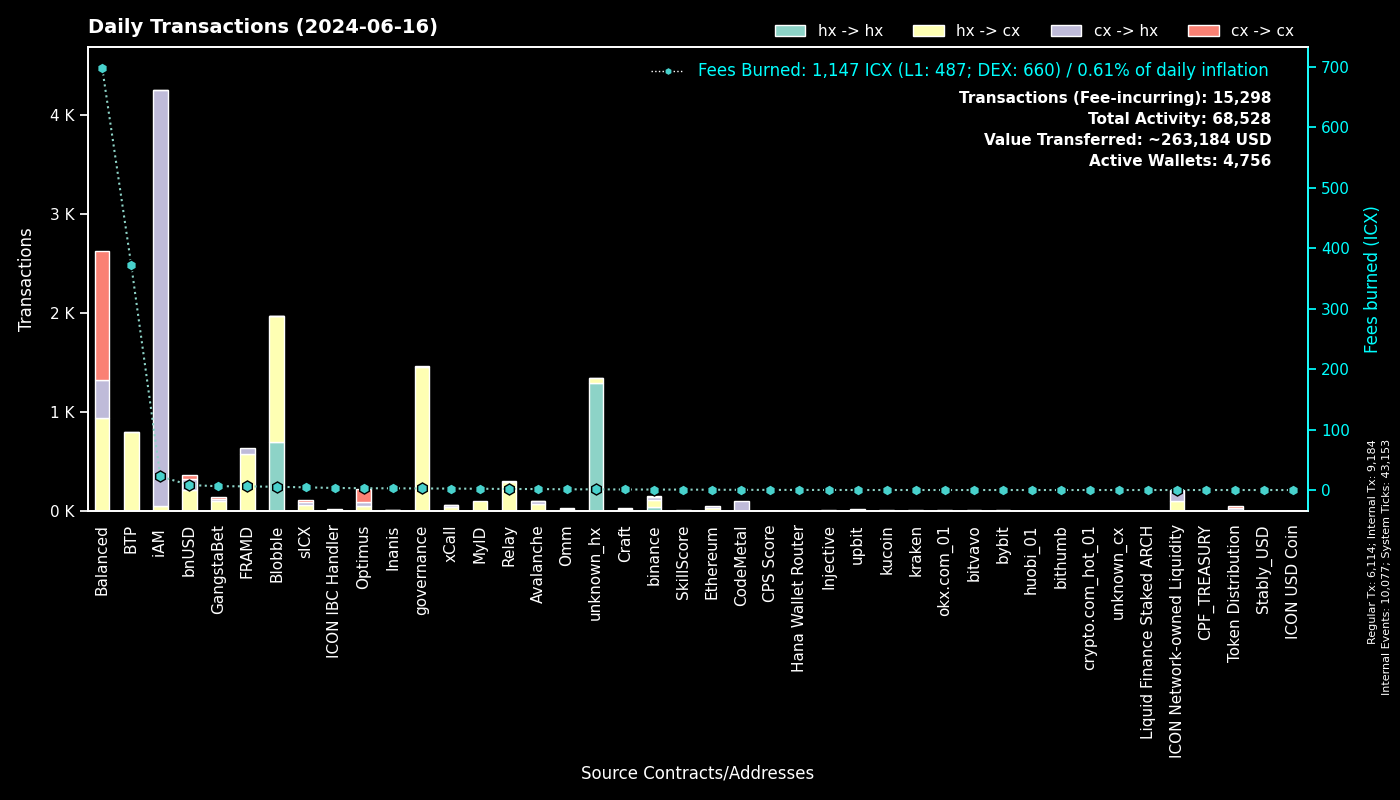 Daily Transactions (2024-06-16)
hx -> hx
hx -> cx
cx -> hx
cx -> cx
Fees Burned: 1,147 ICX (L1: 487; DEX: 660) / 0.61% of daily inflation
Transactions (Fee-incurring): 15,298
Total Activity: 68,528
Value Transferred: ~263,184 USD
Active Wallets: 4,756
Transactions
4 K
3 K
2 K
1 K
0 K
700
600
500
400
300
200
100
0
Fees burned (ICX)
Balanced
BTP
iAM
bnUSD
GangstaBet
FRAMD
Blobble
sICX
ICON IBC Handler
Optimus
Inanis
governance
xCall
MyID
Relay
Avalanche
Omm
unknown_hx
Craft
binance
SkillScore
Ethereum
CodeMetal
CPS Score
Hana Wallet Router
Injective
upbit
kucoin
kraken
okx.com_01
bitvavo
bybit
huobi_01
bithumb
crypto.com_hot_01
unknown_cx
Liquid Finance Staked ARCH
ICON Network-owned Liquidity
CPF_TREASURY
Token Distribution
Stably_USD
ICON USD Coin
Source Contracts/Addresses
Regular Tx: 6,114; Internal Tx: 9,184
Internal Events: 10,077; System Ticks: 43,153